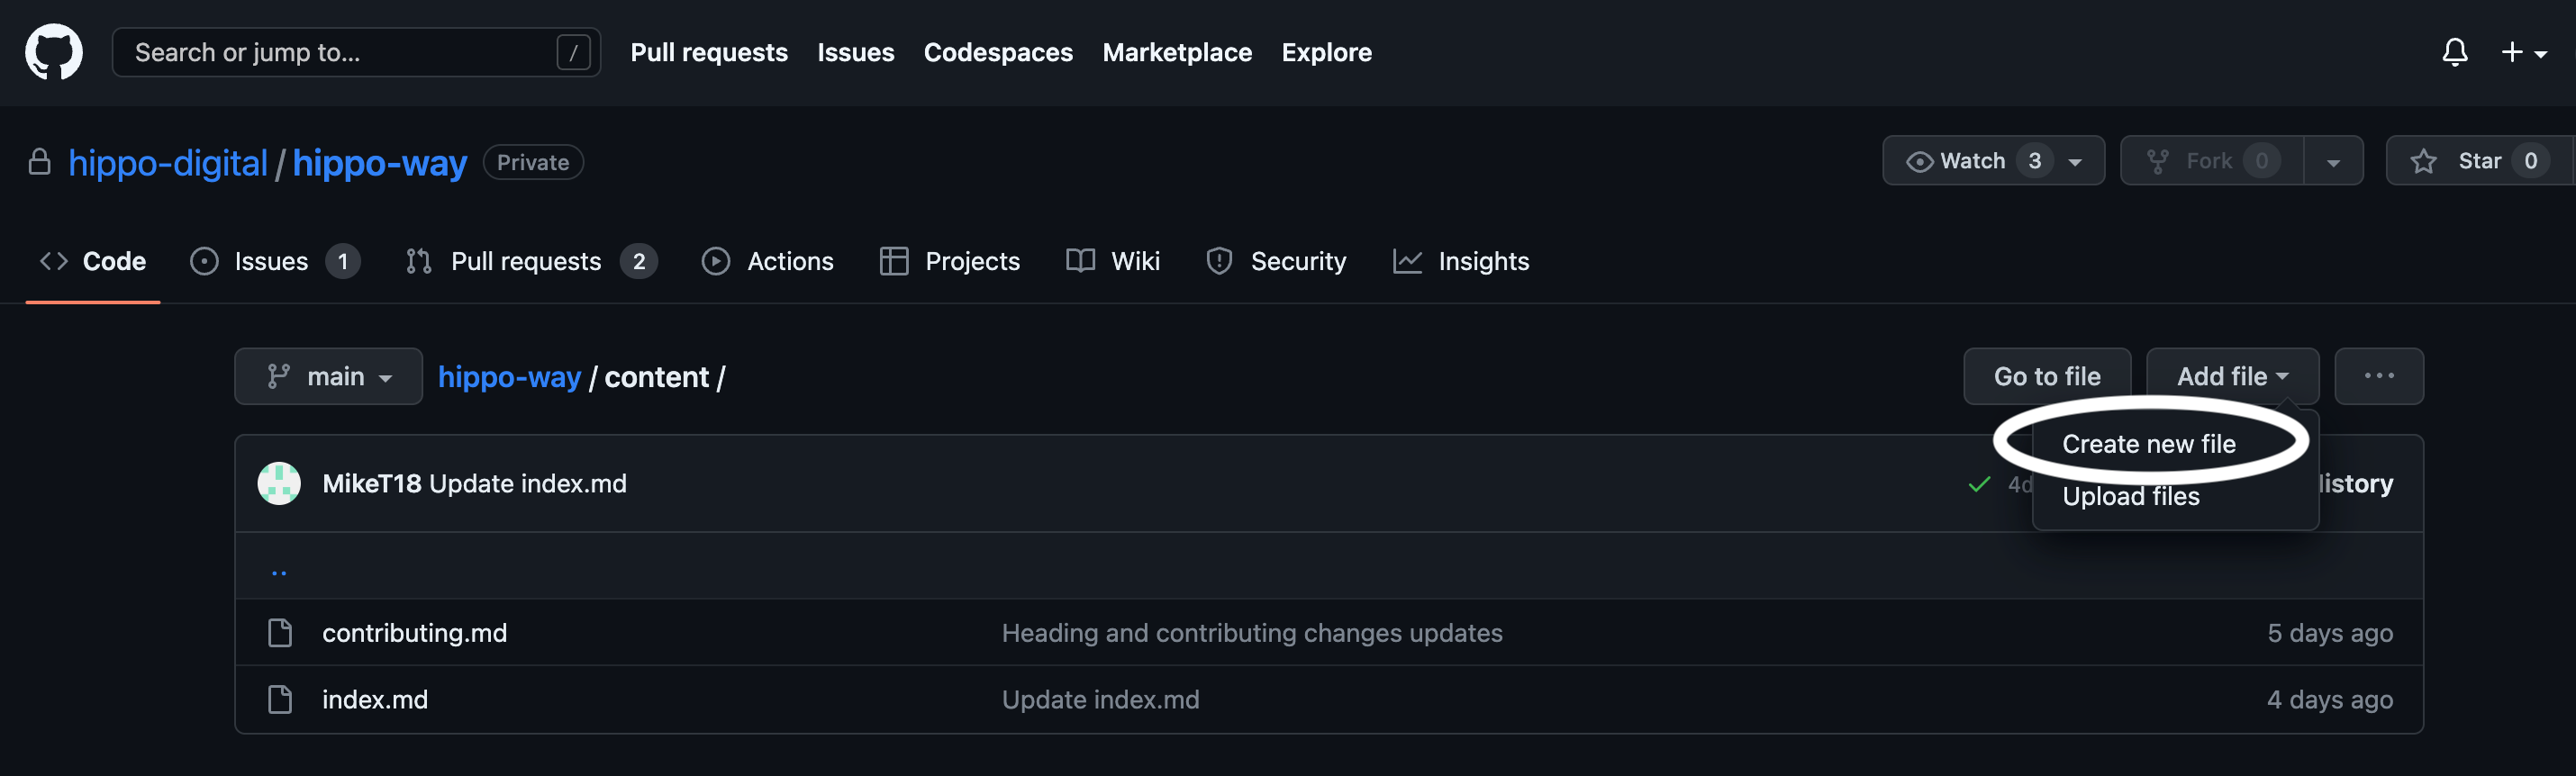 Search or jump to... / Pull requests Issues Codespaces Marketplace Explore
hippo-digital / hippo-way Private Watch 3 Fork 0 Star 0
Code Issues 1 Pull requests 2 Actions Projects Wiki Security Insights
main hippo-way / content / Go to file Add file ...
Create new file
MikeT18 Update index.md 4d listory
Upload files
..
contributing.md Heading and contributing changes updates 5 days ago
index.md Update index.md 4 days ago